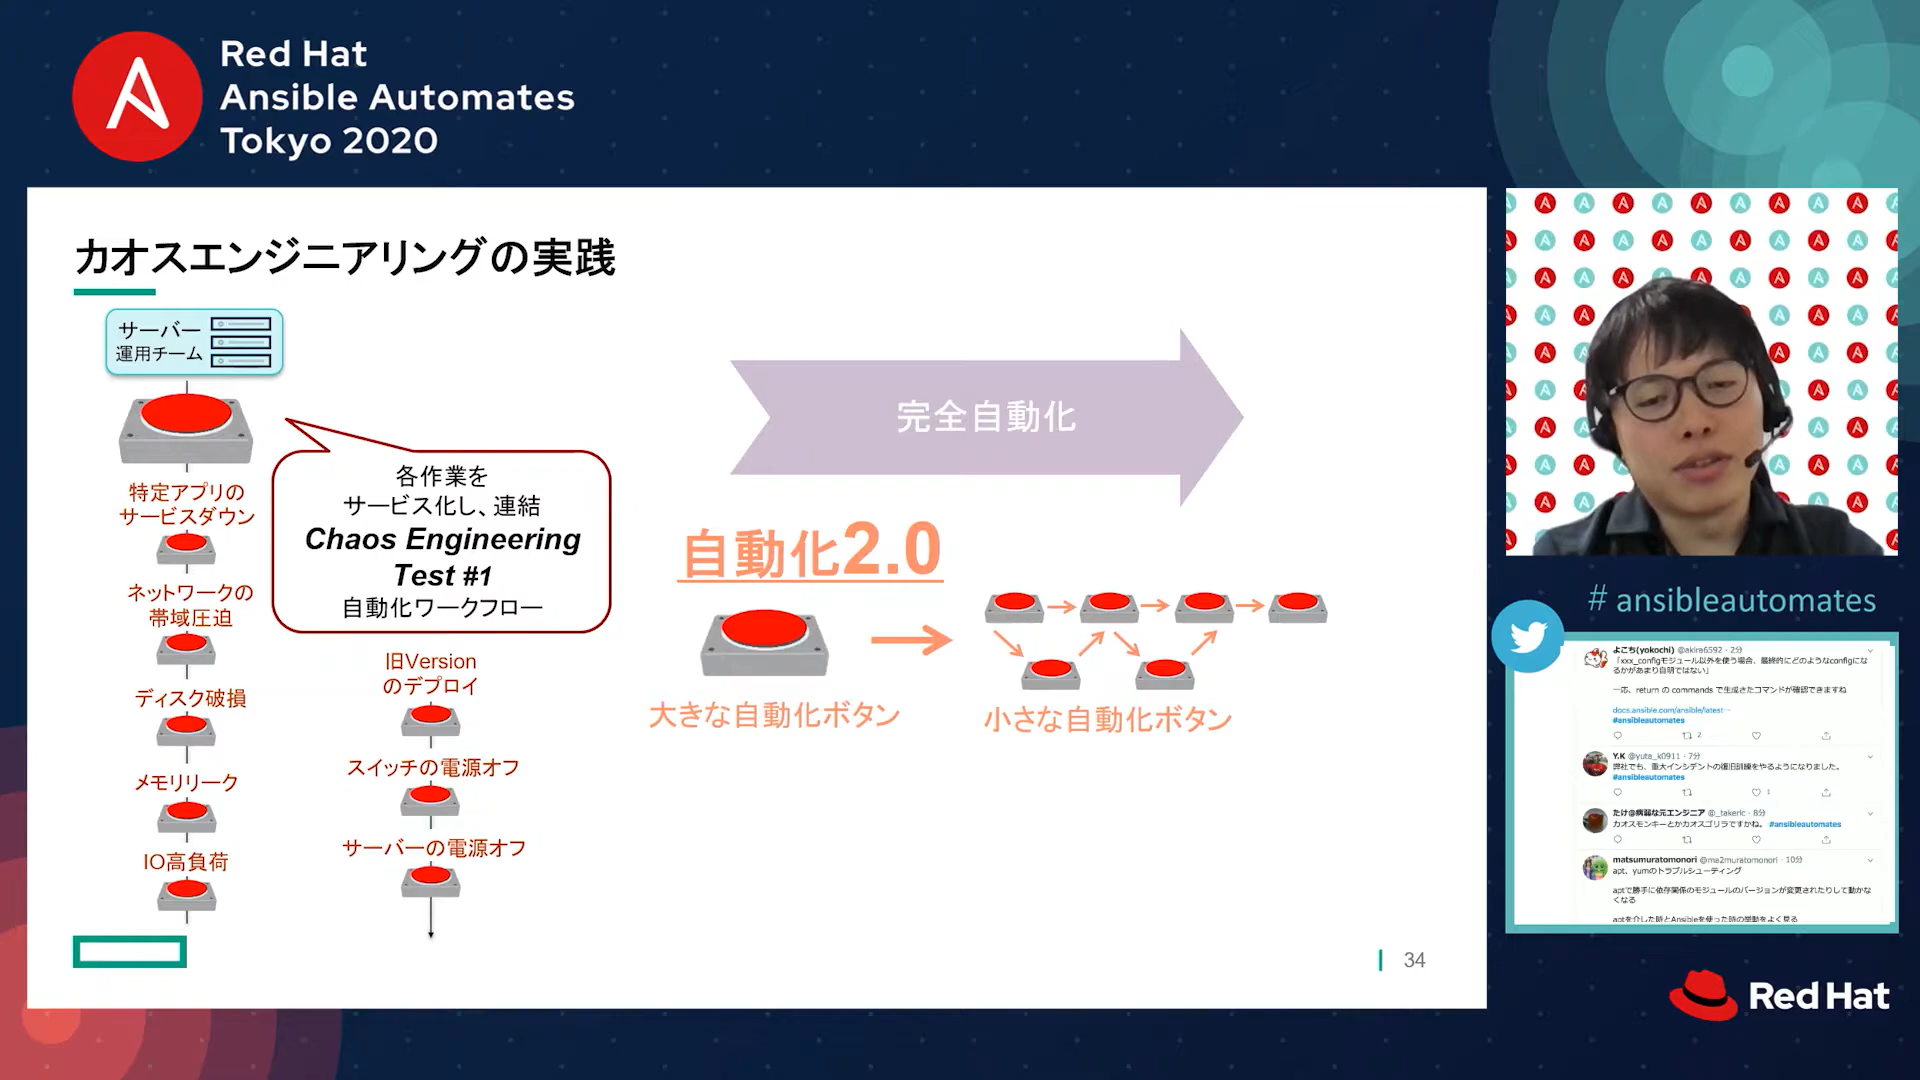 Red Hat
Ansible Automates
Tokyo 2020
カオスエンジニアリングの実践
サーバー
運用チーム
特定アプリの
サービスダウン
ネットワークの
帯域圧迫
ディスク破損
メモリリーク
IO高負荷
各作業を
サービス化し、連結
Chaos Engineering
Test #1
自動化ワークフロー
旧Version
のデプロイ
スイッチの電源オフ
サーバーの電源オフ
完全自動化
自動化2.0
大きな自動化ボタン
小さな自動化ボタン
34
# ansibleautomates
よこち(yokochi) @akira6592 · 2分
「xxx_configモジュール以外を使う場合、最終的にどのようなconfigにな
るかがあまり自明ではない」
一応、return の commands で生成さたコマンドが確認できますね
docs.ansible.com/ansible/latest…
#ansibleautomates
2
Y.K @yuta_k0911 · 7分
弊社でも、重大インシデントの復旧訓練をやるようになりました。
#ansibleautomates
1
たけ@病弱な元エンジニア @_takeric · 8分
カオスモンキーとかカオスゴリラですかね。 #ansibleautomates
matsumuratomonori @ma2muratomonori · 10分
apt、yumのトラブルシューティング
aptで勝手に依存関係のモジュールのバージョンが変更されたりして動かな
くなる
aptを介した時とAnsibleを使った時の挙動をよく見る
Red Hat